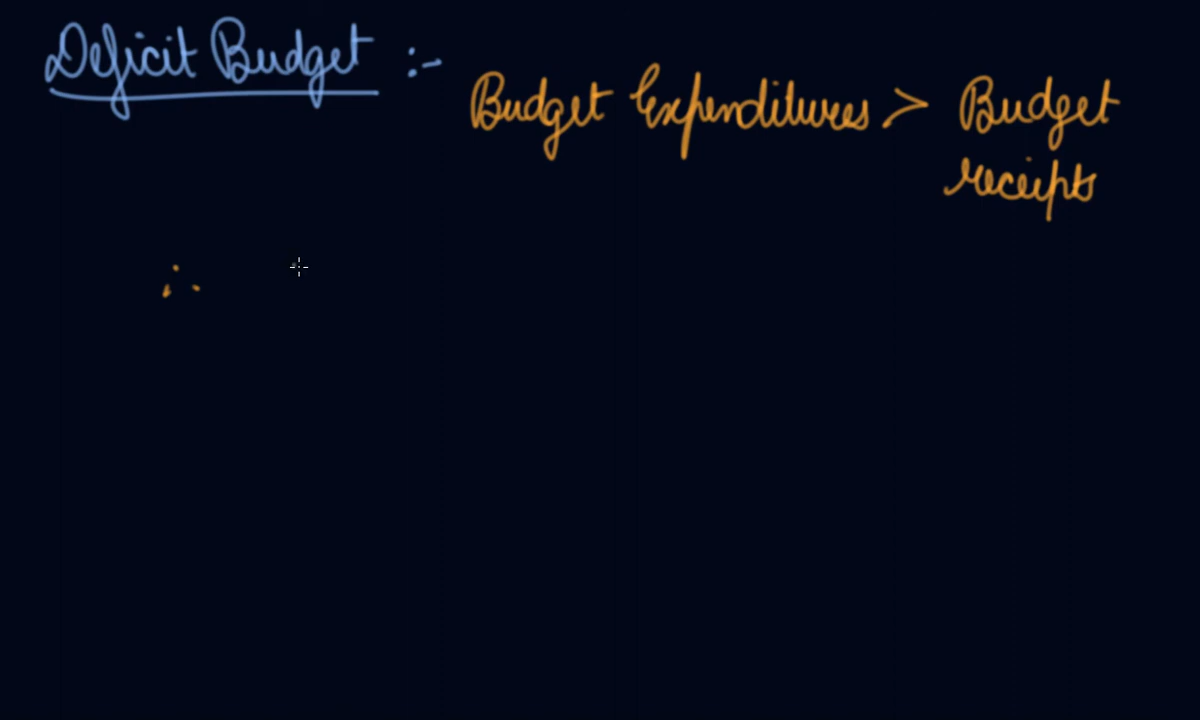 Deficit Budget :-
Budget Expenditures > Budget
receipts
∴